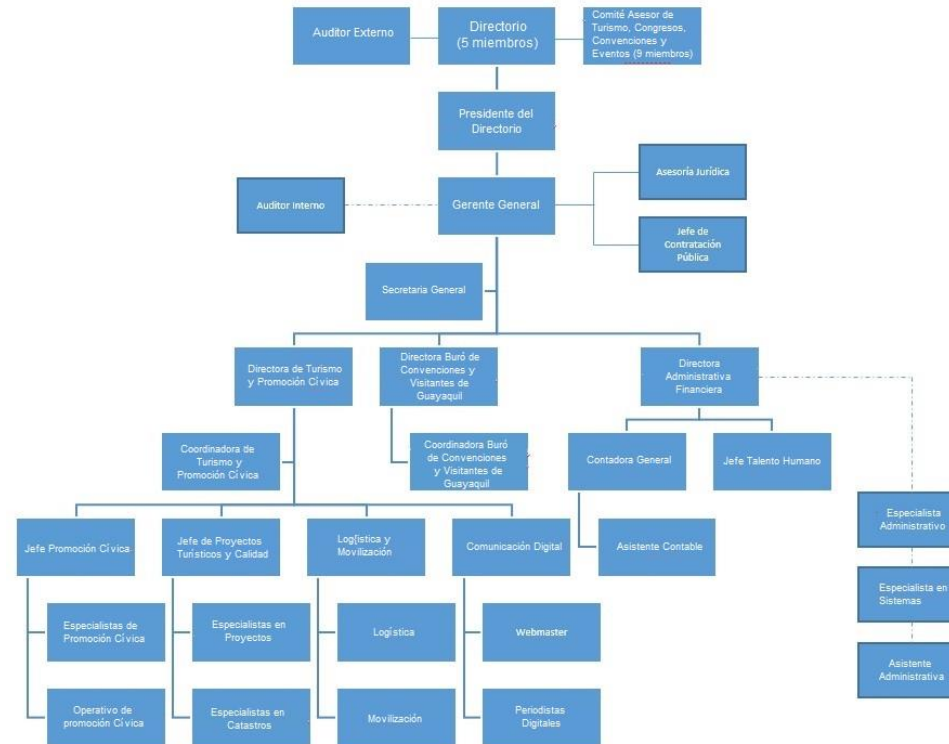 Auditor Externo
Directorio
(5 miembros)
Comité Asesor
de Turismo,
Congresos,
Convenciones y
Eventos (9 miembros)
Presidente del
Directorio
Auditor Interno
Gerente General
Asesoría Jurídica
Jefe de
Contratación
Pública
Secretaria General
Directora de Turismo
y Promoción Cívica
Directora Buró de
Convenciones y
Visitantes de
Guayaquil
Directora
Administrativa
Financiera
Coordinadora de
Turismo y
Promoción Cívica
Coordinadora Buró
de Convenciones
y Visitantes de
Guayaquil
Contadora General
Jefe Talento Humano
Asistente Contable
Especialista
Administrativo
Especialista en
Sistemas
Asistente
Administrativa
Jefe Promoción Cívica
Jefe de Proyectos
Turísticos y Calidad
Log[ística y
Movilización
Comunicación Digital
Especialistas de
Promoción Cívica
Especialistas en
Proyectos
Logística
Webmaster
Operativo de
promoción Cívica
Especialistas en
Catastros
Movilización
Periodistas
Digitales